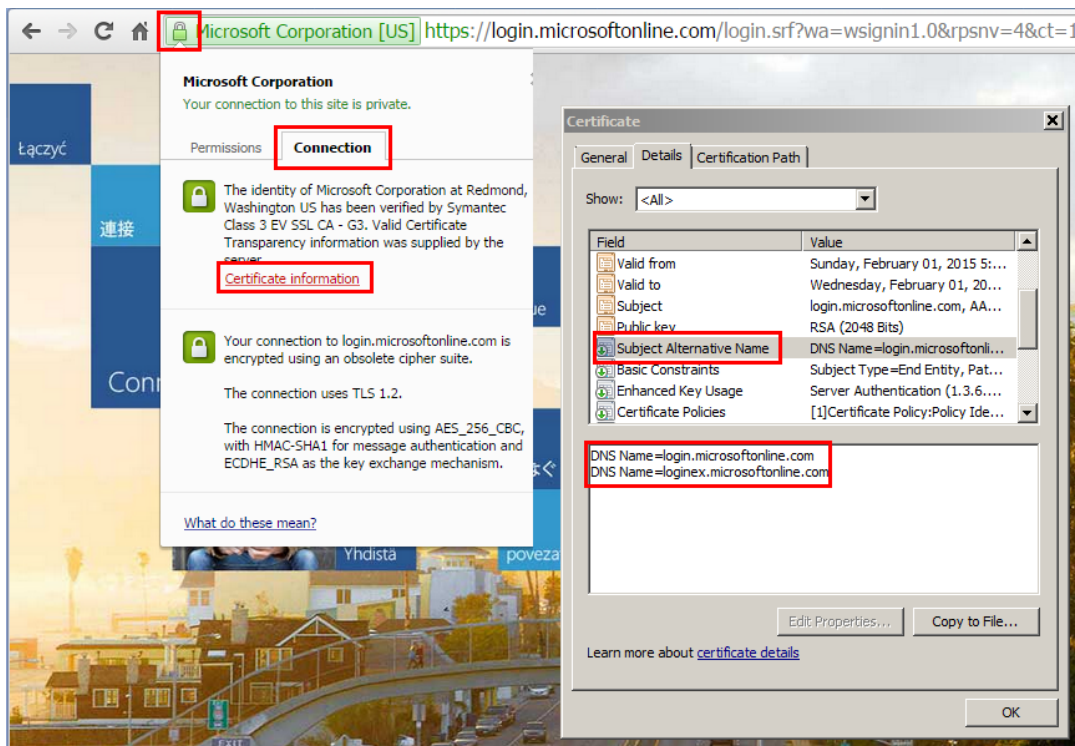 Microsoft Corporation [US] https://login.microsoftonline.com/login.srf?wa=wsignin1.0&rpsnv=4&ct=1
Microsoft Corporation
Your connection to this site is private.
Permissions Connection
The identity of Microsoft Corporation at Redmond,
Washington US has been verified by Symantec
Class 3 EV SSL CA - G3. Valid Certificate
Transparency information was supplied by the
server.
Certificate information
Your connection to login.microsoftonline.com is
encrypted using an obsolete cipher suite.
The connection uses TLS 1.2.
The connection is encrypted using AES_256_CBC,
with HMAC-SHA1 for message authentication and
ECDHE_RSA as the key exchange mechanism.
What do these mean?
Łączyć
連接
Yhdistä
Certificate
General Details Certification Path
Show: <All>
Field Value
Valid from Sunday, February 01, 2015 5:...
Valid to Wednesday, February 01, 20...
Subject login.microsoftonline.com, AA...
Public key RSA (2048 Bits)
Subject Alternative Name DNS Name=login.microsoftonli...
Basic Constraints Subject Type=End Entity, Pat...
Enhanced Key Usage Server Authentication (1.3.6....
Certificate Policies [1]Certificate Policy:Policy Ide...
DNS Name=login.microsoftonline.com
DNS Name=loginex.microsoftonline.com
Edit Properties... Copy to File...
Learn more about certificate details
OK
EXIT